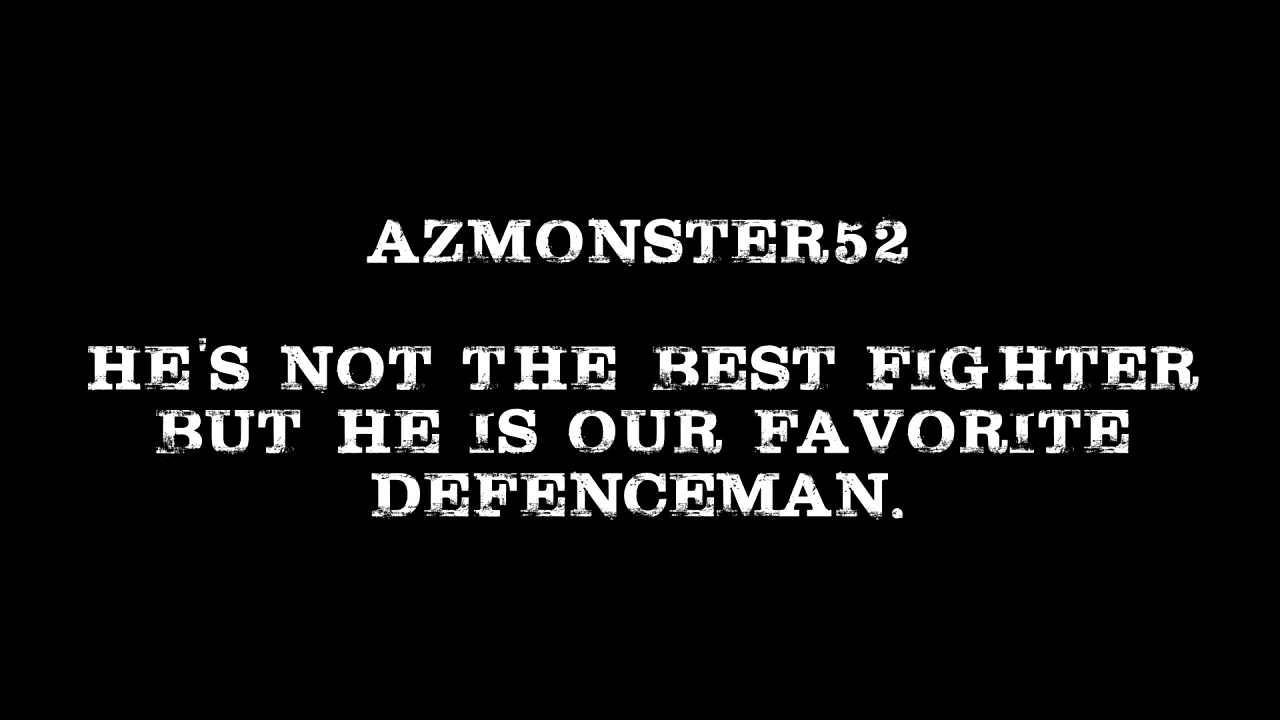 AZMONSTER52
HE'S NOT THE BEST FIGHTER
BUT HE IS OUR FAVORITE
DEFENCEMAN.